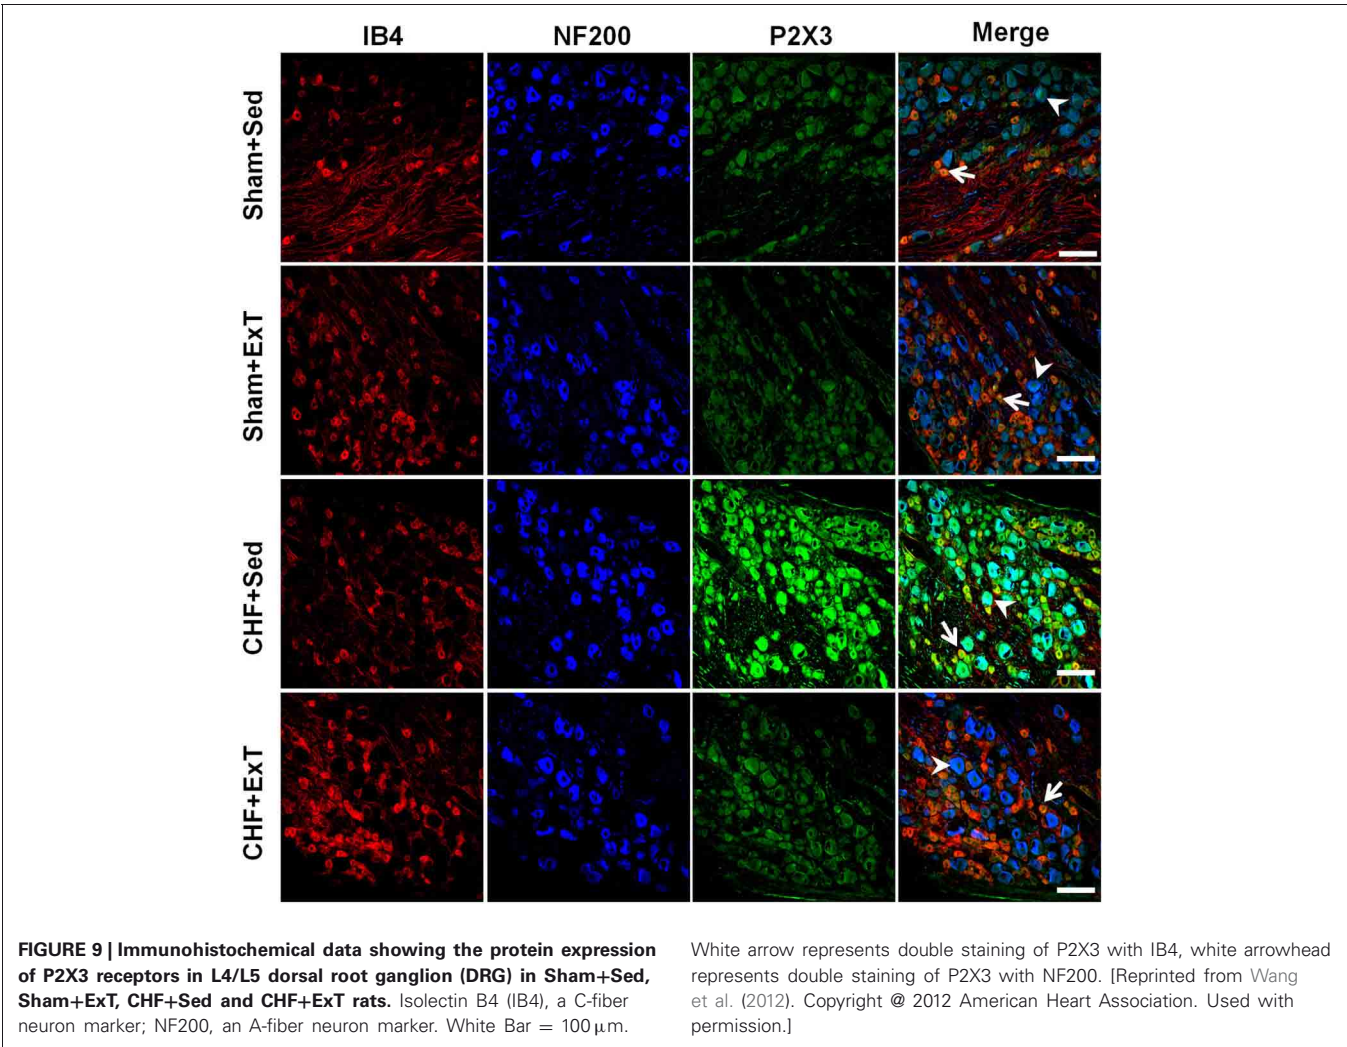 IB4 NF200 P2X3 Merge
Sham+Sed
Sham+ExT
CHF+Sed
CHF+ExT
FIGURE 9 | Immunohistochemical data showing the protein expression
of P2X3 receptors in L4/L5 dorsal root ganglion (DRG) in Sham+Sed,
Sham+ExT, CHF+Sed and CHF+ExT rats. Isolectin B4 (IB4), a C-fiber
neuron marker; NF200, an A-fiber neuron marker. White Bar = 100 μm.
White arrow represents double staining of P2X3 with IB4, white arrowhead
represents double staining of P2X3 with NF200. [Reprinted from Wang
et al. (2012). Copyright @ 2012 American Heart Association. Used with
permission.]